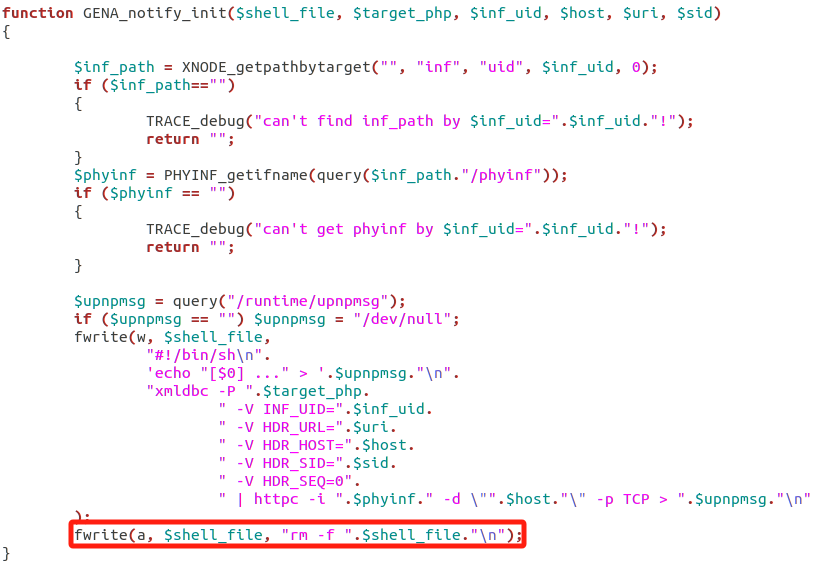 function GENA_notify_init($shell_file, $target_php, $inf_uid, $host, $uri, $sid)
{
$inf_path = XNODE_getpathbytarget("", "inf", "uid", $inf_uid, 0);
if ($inf_path=="")
{
TRACE_debug("can't find inf_path by $inf_uid=".$inf_uid."!");
return "";
}
$phyinf = PHYINF_getifname(query($inf_path."/phyinf"));
if ($phyinf == "")
{
TRACE_debug("can't get phyinf by $inf_uid=".$inf_uid."!");
return "";
}
$upnpmsg = query("/runtime/upnpmsg");
if ($upnpmsg == "") $upnpmsg = "/dev/null";
fwrite(w, $shell_file,
"#!/bin/sh\n".
'echo "[$0] ..." > '.$upnpmsg."\n".
"xmldbc -P ".$target_php.
" -V INF_UID=".$inf_uid.
" -V HDR_URL=".$uri.
" -V HDR_HOST=".$host.
" -V HDR_SID=".$sid.
" -V HDR_SEQ=0".
" | httpc -i ".$phyinf." -d \"".$host."\" -p TCP > ".$upnpmsg."\n"
);
fwrite(a, $shell_file, "rm -f ".$shell_file."\n");
}